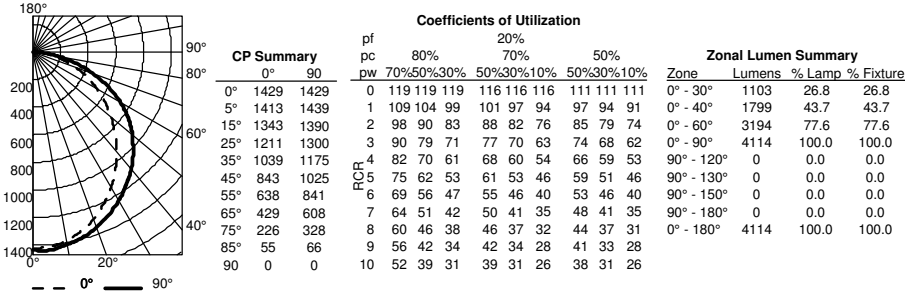 180°
90°
80°
200
400
600
60°
800
1000
1200
40°
1400
0° 20°
0° 90°
CP Summary
0° 90
0° 1429 1429
5° 1413 1439
15° 1343 1390
25° 1211 1300
35° 1039 1175
45° 843 1025
55° 638 841
65° 429 608
75° 226 328
85° 55 66
90 0 0
Coefficients of Utilization
pf 20%
pc 80% 70% 50%
pw 70%50%30% 50%30%10% 50%30%10%
RCR
0 119 119 119 116 116 116 111 111 111
1 109 104 99 101 97 94 97 94 91
2 98 90 83 88 82 76 85 79 74
3 90 79 71 77 70 63 74 68 62
4 82 70 61 68 60 54 66 59 53
5 75 62 53 61 53 46 59 51 46
6 69 56 47 55 46 40 53 46 40
7 64 51 42 50 41 35 48 41 35
8 60 46 38 46 37 32 44 37 31
9 56 42 34 42 34 28 41 33 28
10 52 39 31 39 31 26 38 31 26
Zonal Lumen Summary
Zone Lumens % Lamp % Fixture
0° - 30° 1103 26.8 26.8
0° - 40° 1799 43.7 43.7
0° - 60° 3194 77.6 77.6
0° - 90° 4114 100.0 100.0
90° - 120° 0 0.0 0.0
90° - 130° 0 0.0 0.0
90° - 150° 0 0.0 0.0
90° - 180° 0 0.0 0.0
0° - 180° 4114 100.0 100.0